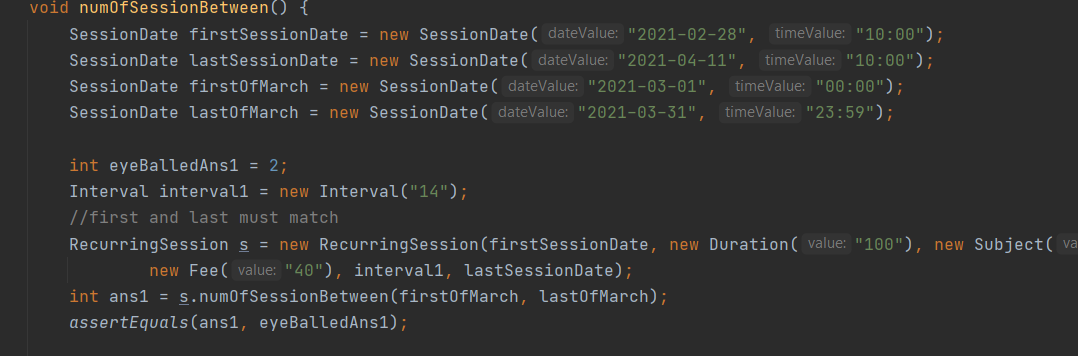 void numOfSessionBetween() {
SessionDate firstSessionDate = new SessionDate( dateValue: "2021-02-28", timeValue: "10:00");
SessionDate lastSessionDate = new SessionDate( dateValue: "2021-04-11", timeValue: "10:00");
SessionDate firstOfMarch = new SessionDate( dateValue: "2021-03-01", timeValue: "00:00");
SessionDate lastOfMarch = new SessionDate( dateValue: "2021-03-31", timeValue: "23:59");
int eyeBalledAns1 = 2;
Interval interval1 = new Interval("14");
//first and last must match
RecurringSession s = new RecurringSession(firstSessionDate, new Duration( value: "100"), new Subject( va
new Fee( value: "40"), interval1, lastSessionDate);
int ans1 = s.numOfSessionBetween(firstOfMarch, lastOfMarch);
assertEquals(ans1, eyeBalledAns1);